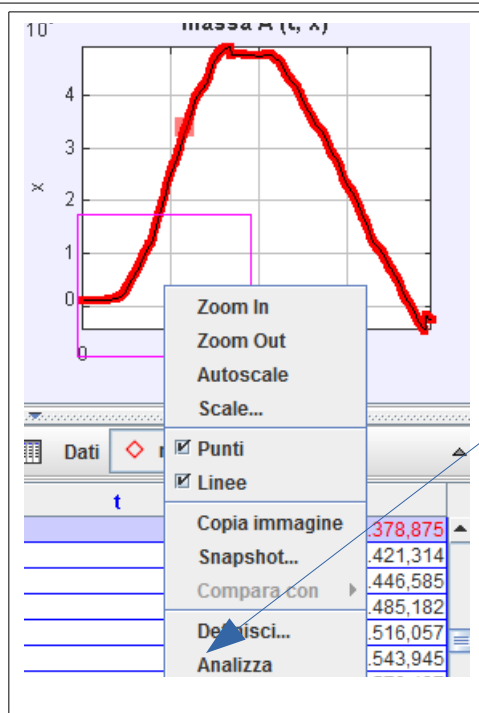 massa A (t, x)
4
3
2
1
0
x
0
Zoom In
Zoom Out
Autoscale
Scale...
Punti
Linee
Copia immagine
Snapshot...
Compara con
Definisci...
Analizza
Dati
t
.378,875
.421,314
.446,585
.485,182
.516,057
.543,945